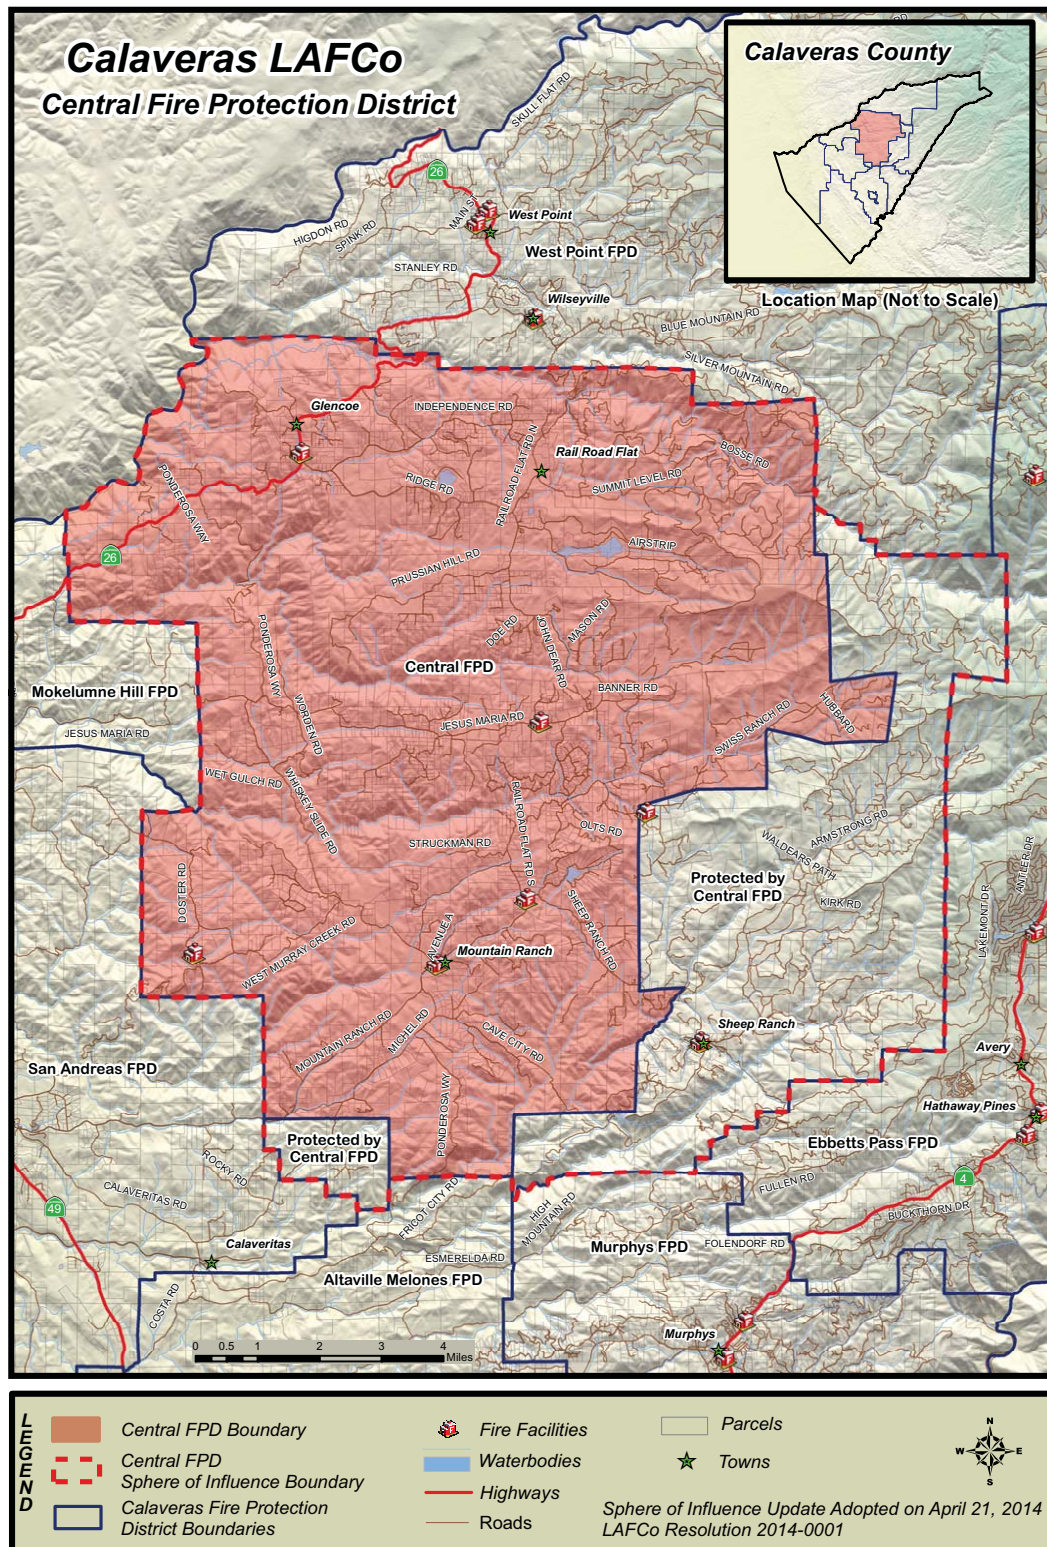 Calaveras LAFCo
Central Fire Protection District
Calaveras County
Location Map (Not to Scale)
SKULL FLAT RD
RD
26
MAIN ST
West Point
HIGDON RD
SPINK RD
West Point FPD
STANLEY RD
Wilseyville
BLUE MOUNTAIN RD
SILVER MOUNTAIN RD
Glencoe
INDEPENDENCE RD
RAILROAD FLAT RD N
Rail Road Flat
BOSSE RD
PONDEROSA WAY
RIDGE RD
SUMMIT LEVEL RD
26
AIRSTRIP
PRUSSIAN HILL RD
DOE RD
JOHN DEAR RD
MASON RD
PONDEROSA WY
Central FPD
Mokelumne Hill FPD
BANNER RD
WORDEN RD
JESUS MARIA RD
HUBBARD
SWISS RANCH RD
JESUS MARIA RD
WET GULCH RD
WHISKEY SLIDE RD
RAILROAD FLAT RD S
OLTS RD
STRUCKMAN RD
ARMSTRONG RD
WALDEARS PATH
ANTLER DR
Protected by
Central FPD
DOSTER RD
KIRK RD
LAKEMONT DR
SHEEP RANCH RD
AVENUE A
WEST MURRAY CREEK RD
Mountain Ranch
MOUNTAIN RANCH RD
MICHEL RD
CAVE CITY RD
Sheep Ranch
Avery
San Andreas FPD
PONDEROSA WY
Hathaway Pines
Protected by
Central FPD
Ebbetts Pass FPD
ROCKY RD
CALAVERITAS RD
49
FRICOT CITY RD
HIGH
MOUNTAIN RD
FULLEN RD
4
BUCKTHORN DR
Calaveritas
ESMERELDA RD
Murphys FPD
FOLENDORF RD
Altaville Melones FPD
COSTA RD
Murphys
0 0.5 1 2 3 4
Miles
LEGEND
Central FPD Boundary
Central FPD
Sphere of Influence Boundary
Calaveras Fire Protection
District Boundaries
Fire Facilities
Waterbodies
Highways
Roads
Parcels
Towns
N
W E
S
Sphere of Influence Update Adopted on April 21, 2014
LAFCo Resolution 2014-0001